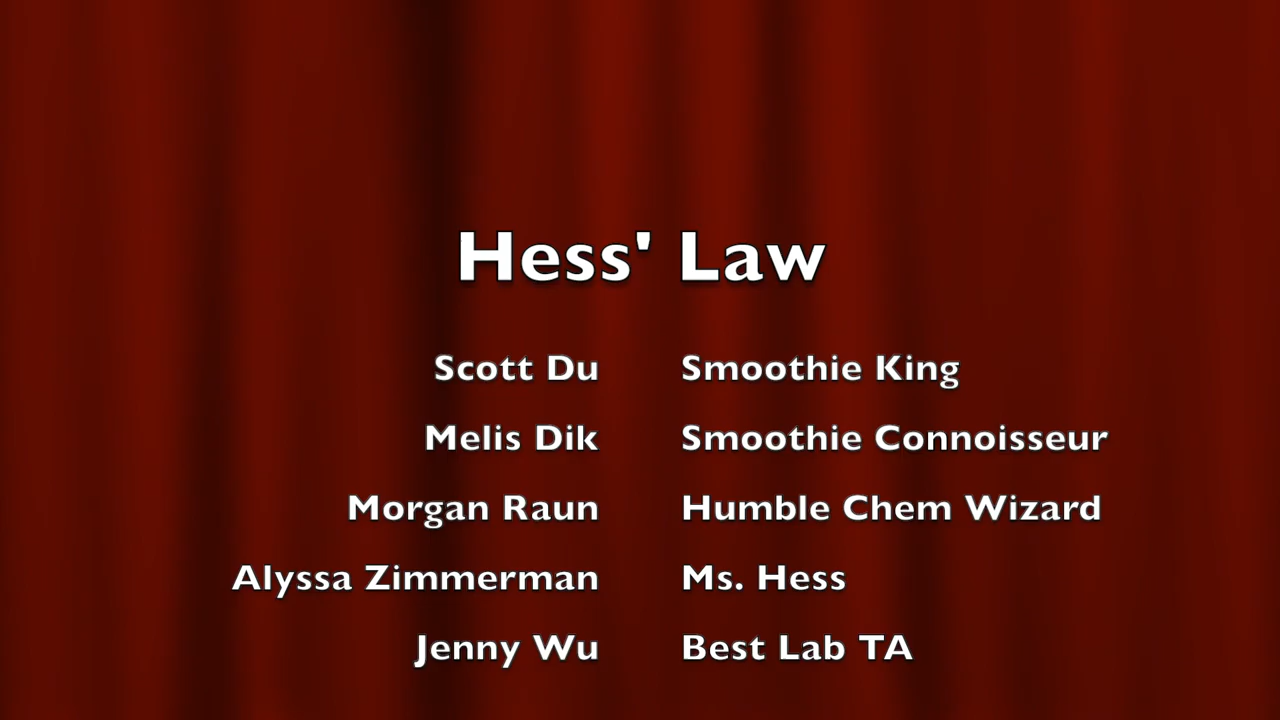 Hess' Law
Scott Du Smoothie King
Melis Dik Smoothie Connoisseur
Morgan Raun Humble Chem Wizard
Alyssa Zimmerman Ms. Hess
Jenny Wu Best Lab TA